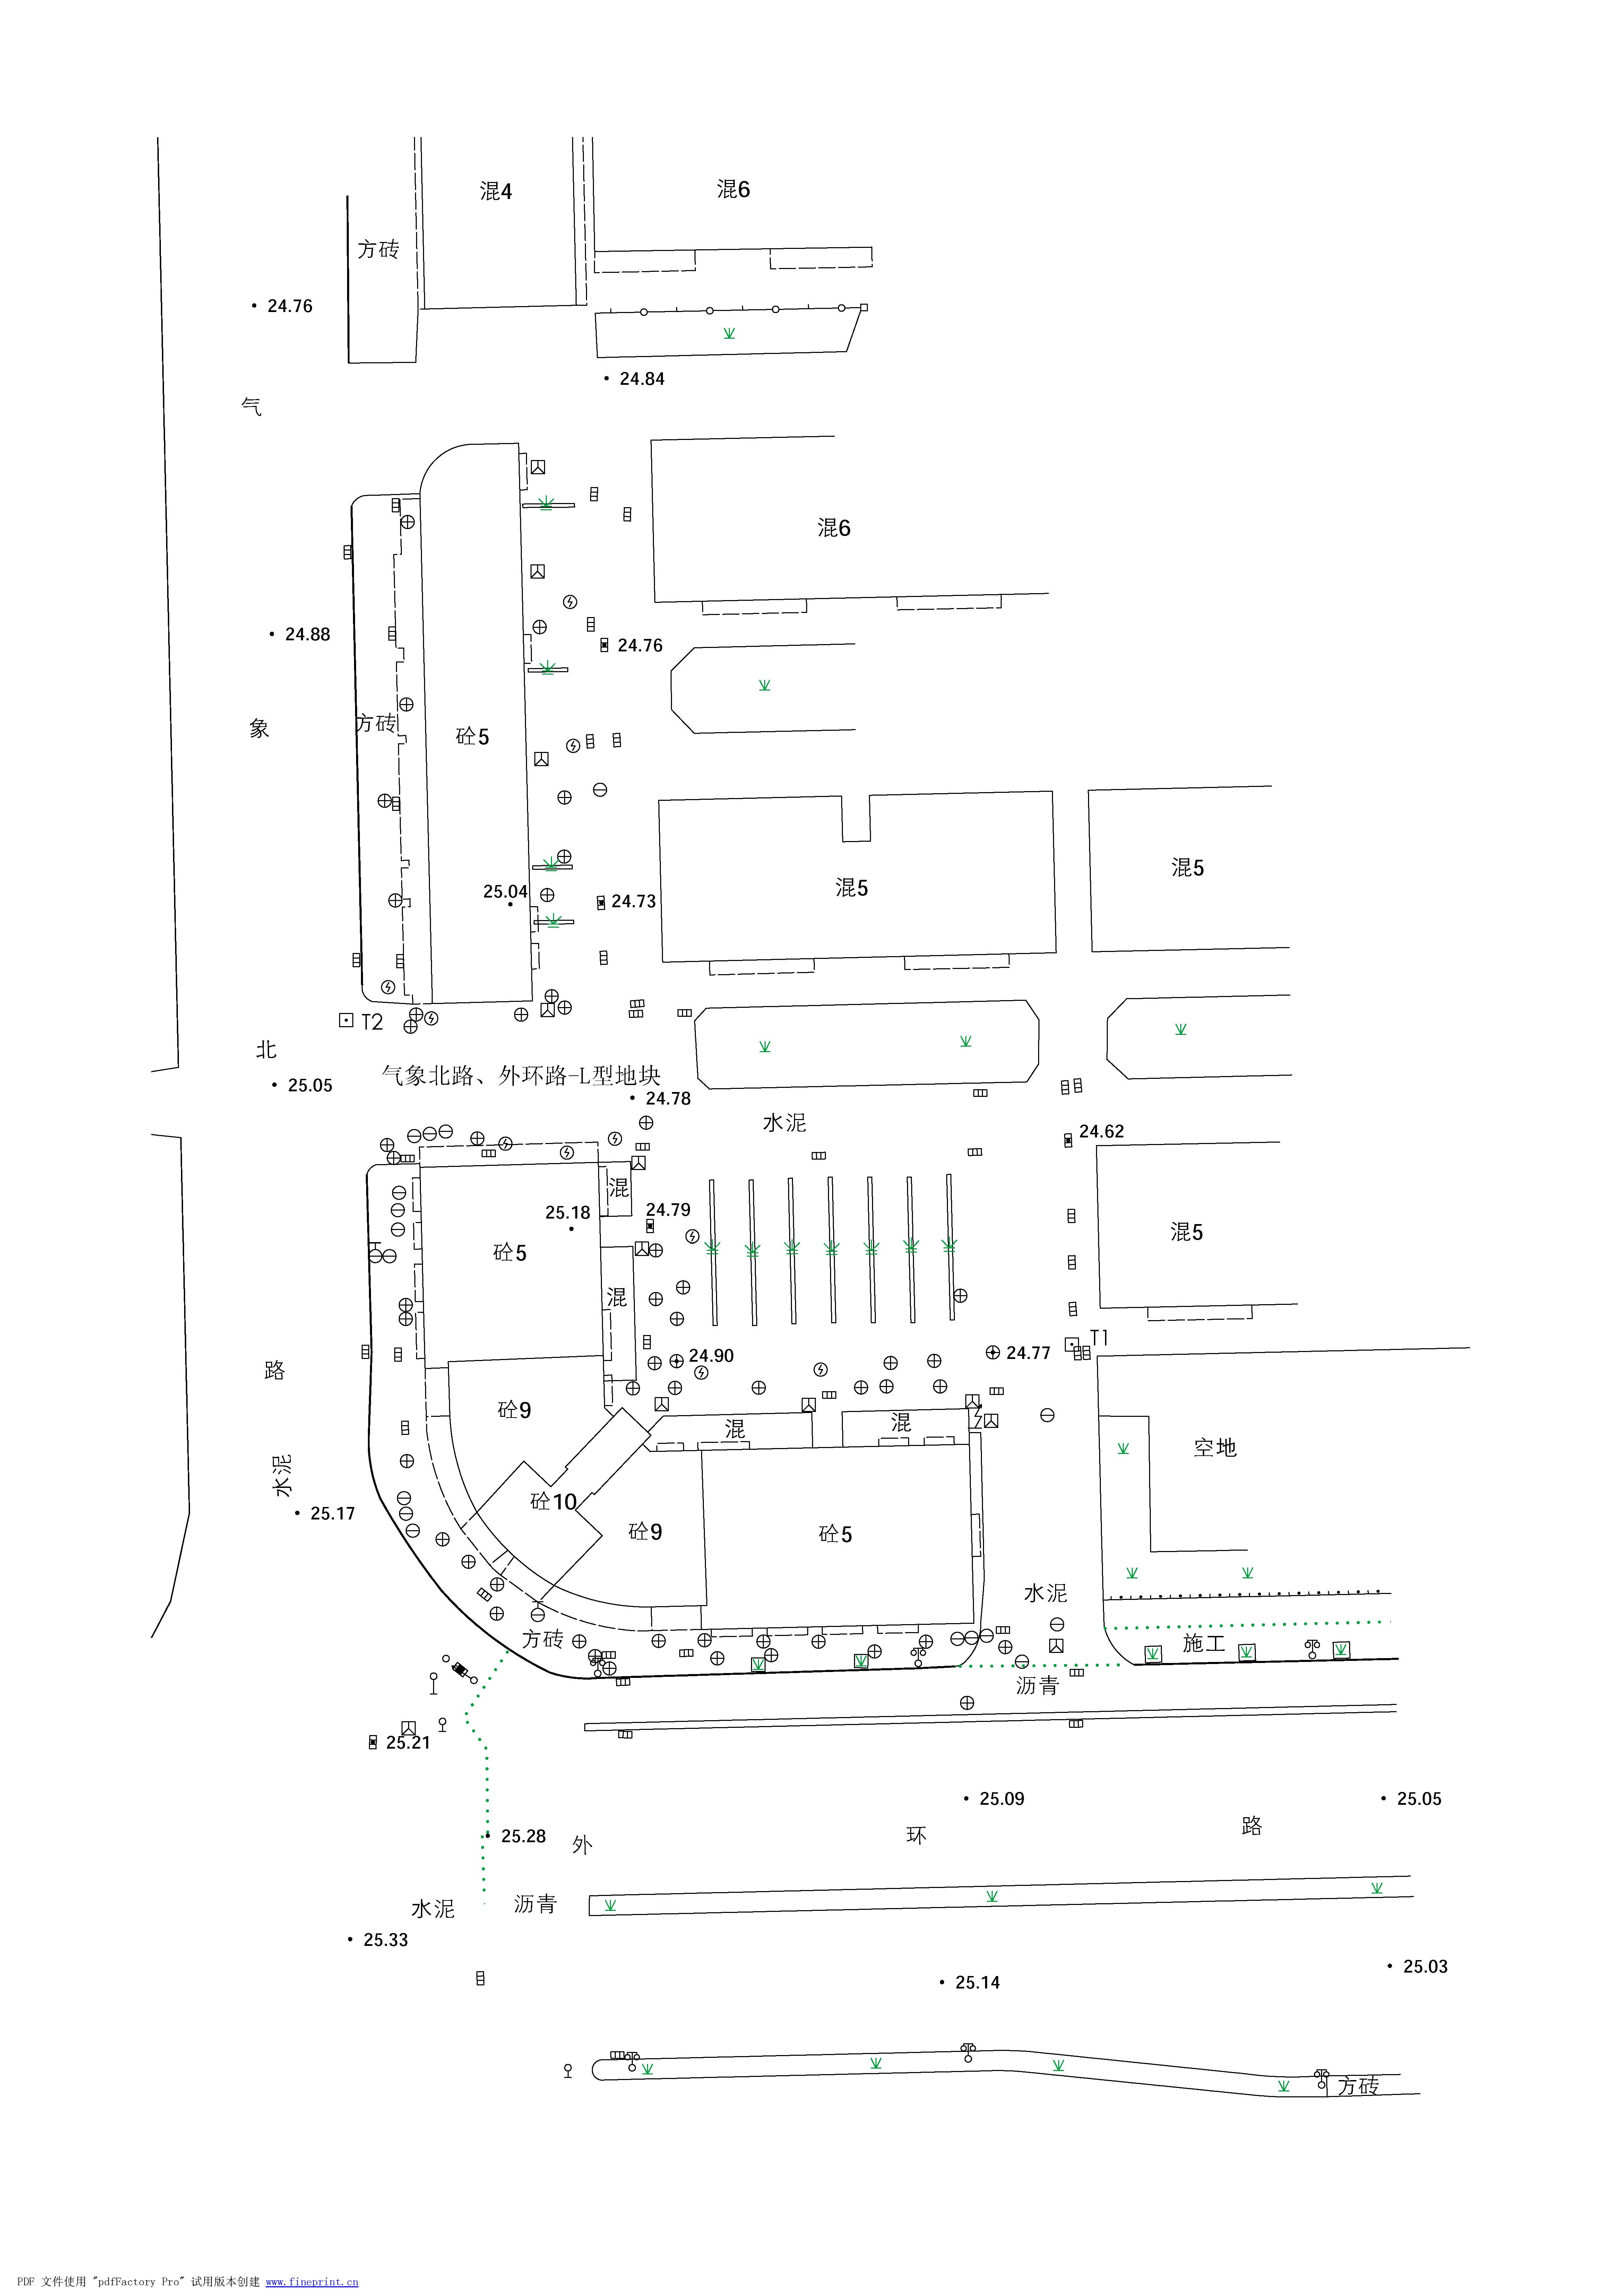 混4
混6
方砖
24.76
24.84
气
混6
24.88
24.76
象
方砖
砼5
混5
混5
25.04
24.73
T2
北
25.05
气象北路、外环路-L型地块
24.78
水泥
24.62
混
25.18
24.79
砼5
混5
混
T1
24.90
24.77
路
砼9
混
混
空地
水泥
25.17
砼10
砼9
砼5
水泥
方砖
施工
沥青
25.21
25.09
25.05
25.28
外
环
路
水泥
沥青
25.33
25.14
25.03
方砖
PDF 文件使用 "pdfFactory Pro" 试用版本创建 www.fineprint.cn